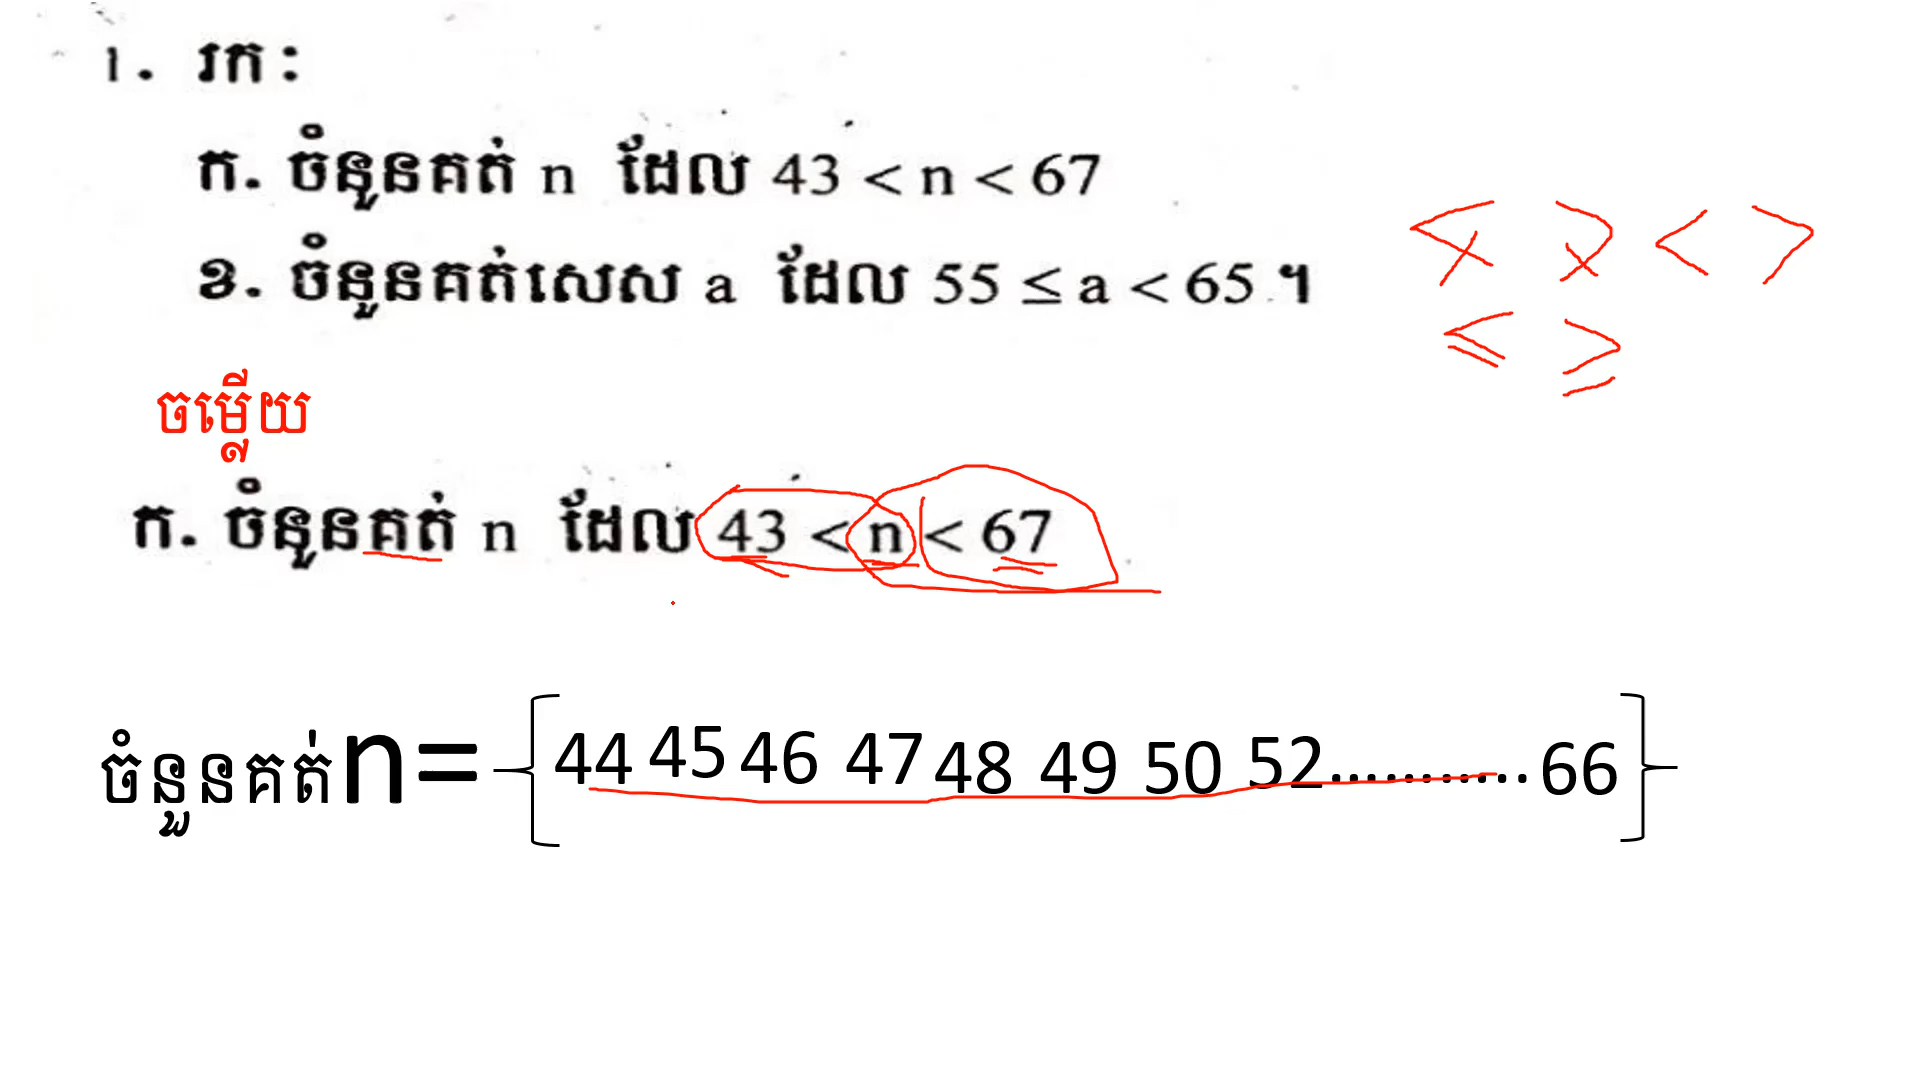 1. រក:
ក. ចំនួនគត់ n ដែល 43 < n < 67
ខ. ចំនួនគត់សេស a ដែល 55 ≤ a < 65 ។
< > < >
≤ ≥
ចម្លើយ
ក. ចំនួនគត់ n ដែល 43 < n < 67
ចំនួនគត់ n = { 44 45 46 47 48 49 50 52........... 66 }